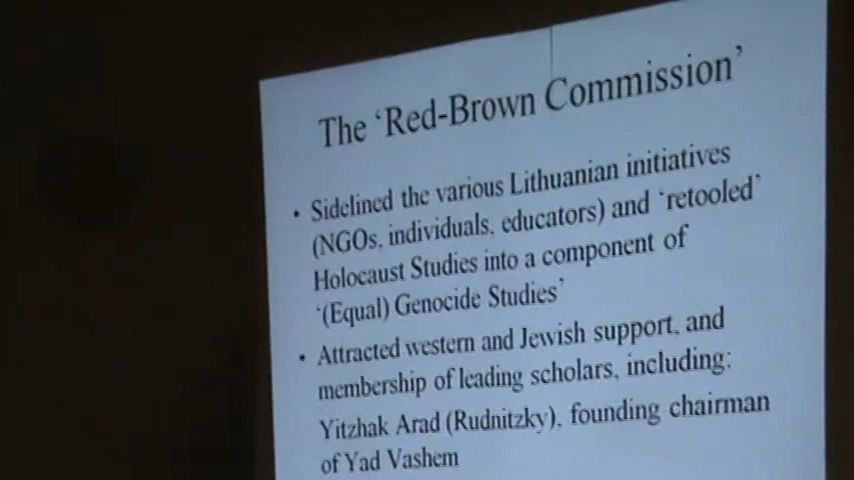 The 'Red-Brown Commission'
• Sidelined the various Lithuanian initiatives
(NGOs, individuals, educators) and 'retooled'
Holocaust Studies into a component of
'(Equal) Genocide Studies'
• Attracted western and Jewish support, and
membership of leading scholars, including:
Yitzhak Arad (Rudnitzky), founding chairman
of Yad Vashem